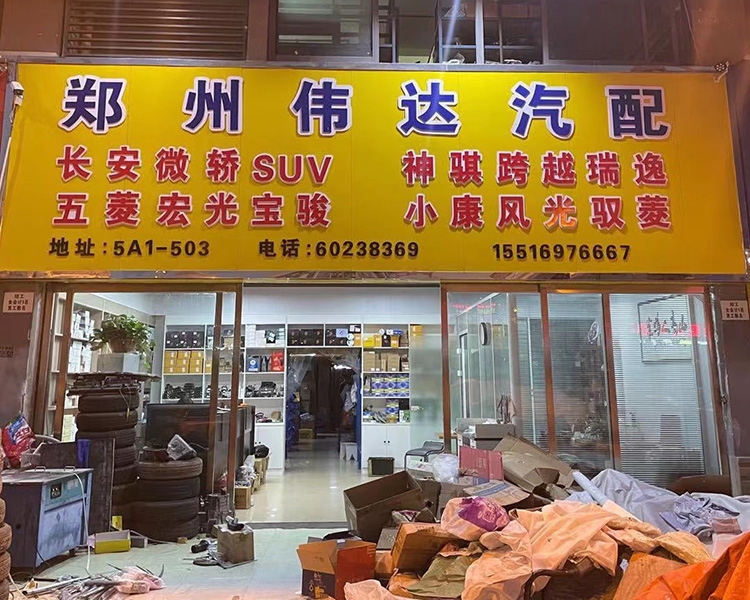 郑州伟达汽配
长安微轿SUV 神骐跨越瑞逸
五菱宏光宝骏 小康风光驭菱
地址:5A1-503 电话:60238369 15516976667